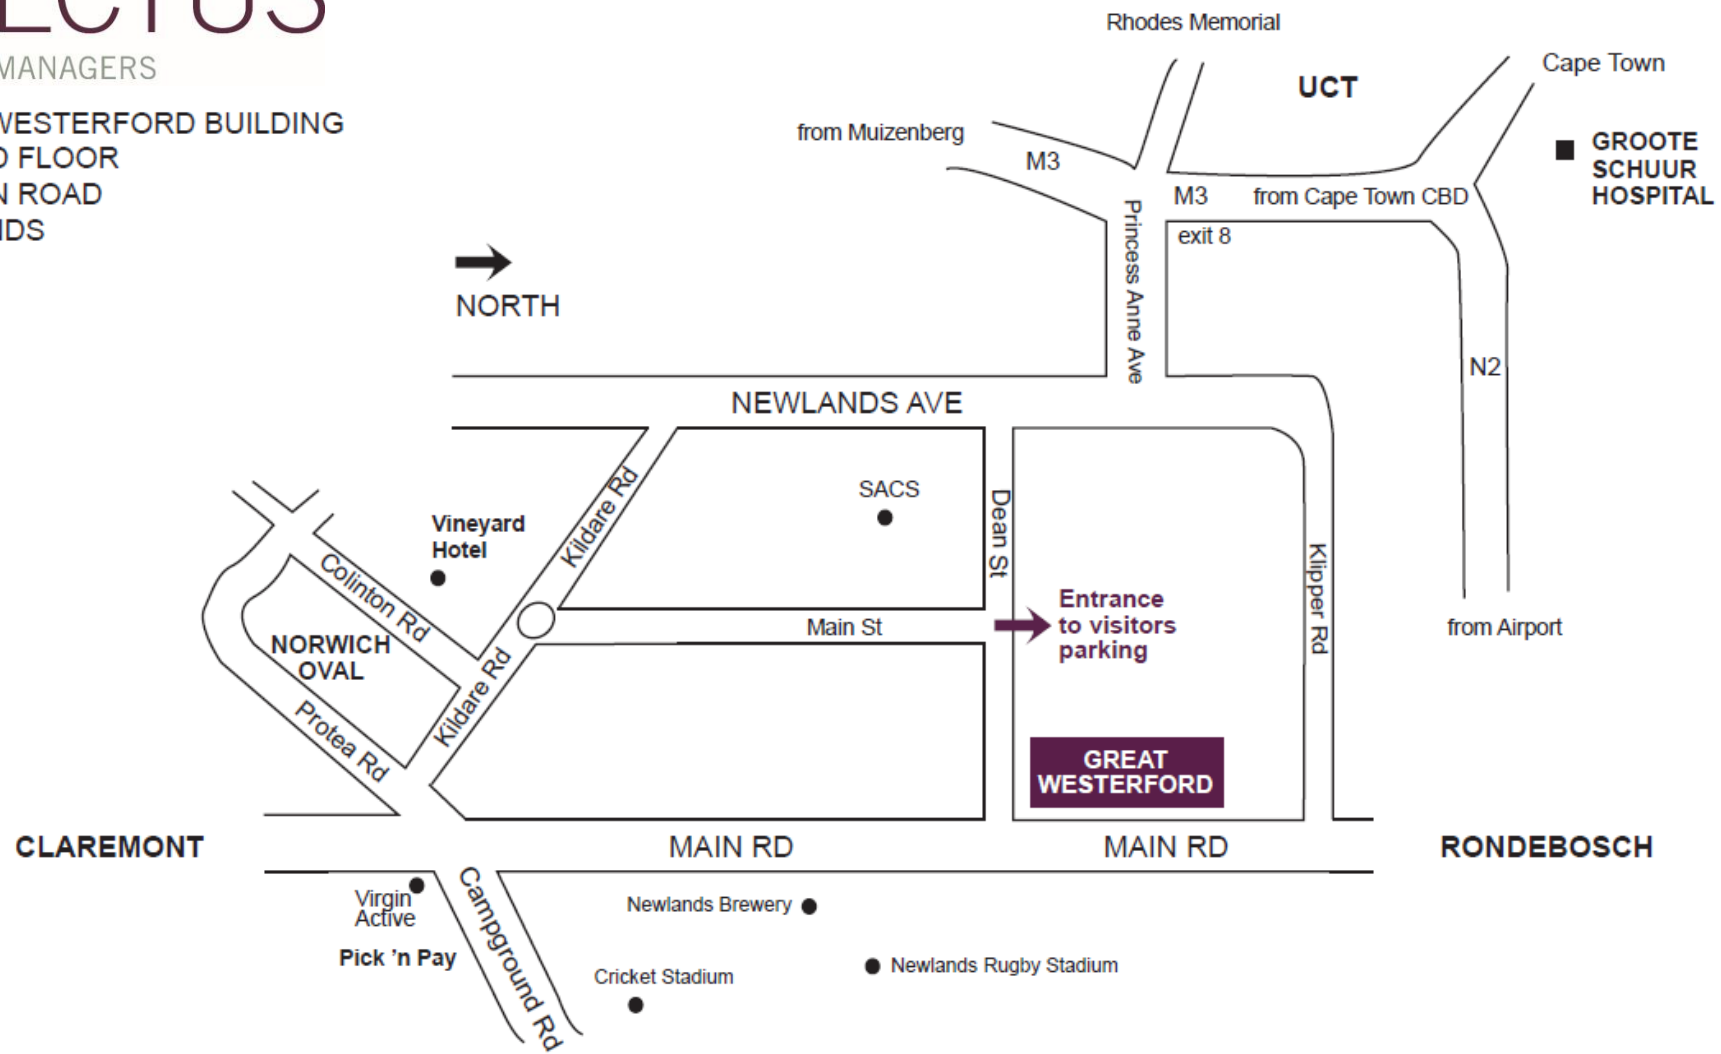 MANAGERS
WESTERFORD BUILDING
FLOOR
ROAD
Rhodes Memorial
UCT
Cape Town
from Muizenberg
M3
GROOTE
SCHUUR
HOSPITAL
M3
from Cape Town CBD
exit 8
Princess Anne Ave
NORTH
N2
NEWLANDS AVE
Kildare Rd
SACS
Dean St
Vineyard
Hotel
Klipper Rd
Colinton Rd
Entrance
to visitors
parking
Main St
from Airport
NORWICH
OVAL
Kildare Rd
Protea Rd
GREAT
WESTERFORD
CLAREMONT
MAIN RD
MAIN RD
RONDEBOSCH
Virgin
Active
Campground Rd
Newlands Brewery
Pick 'n Pay
Newlands Rugby Stadium
Cricket Stadium